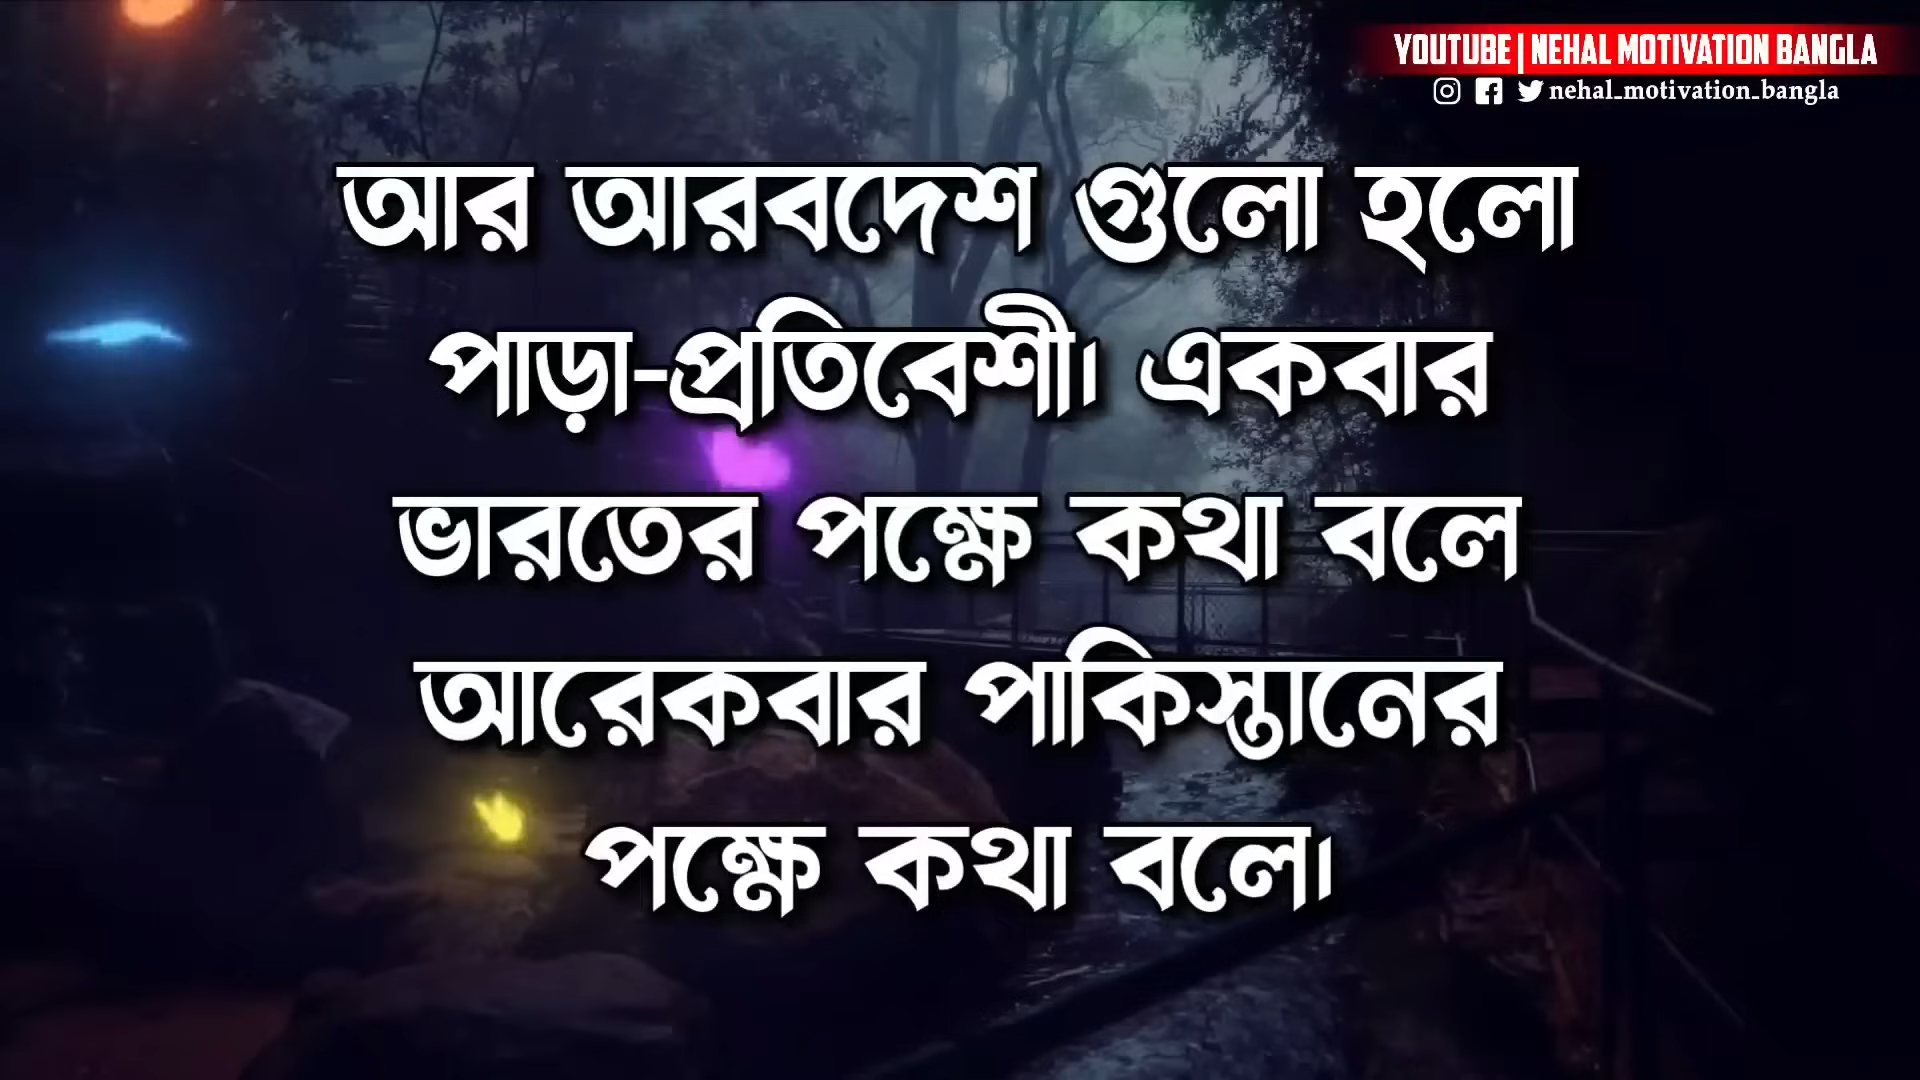 YOUTUBE | NEHAL MOTIVATION BANGLA
nehal_motivation_bangla
আর আরবদেশ গুলো হলো
পাড়া-প্রতিবেশী। একবার
ভারতের পক্ষে কথা বলে
আরেকবার পাকিস্তানের
পক্ষে কথা বলে।